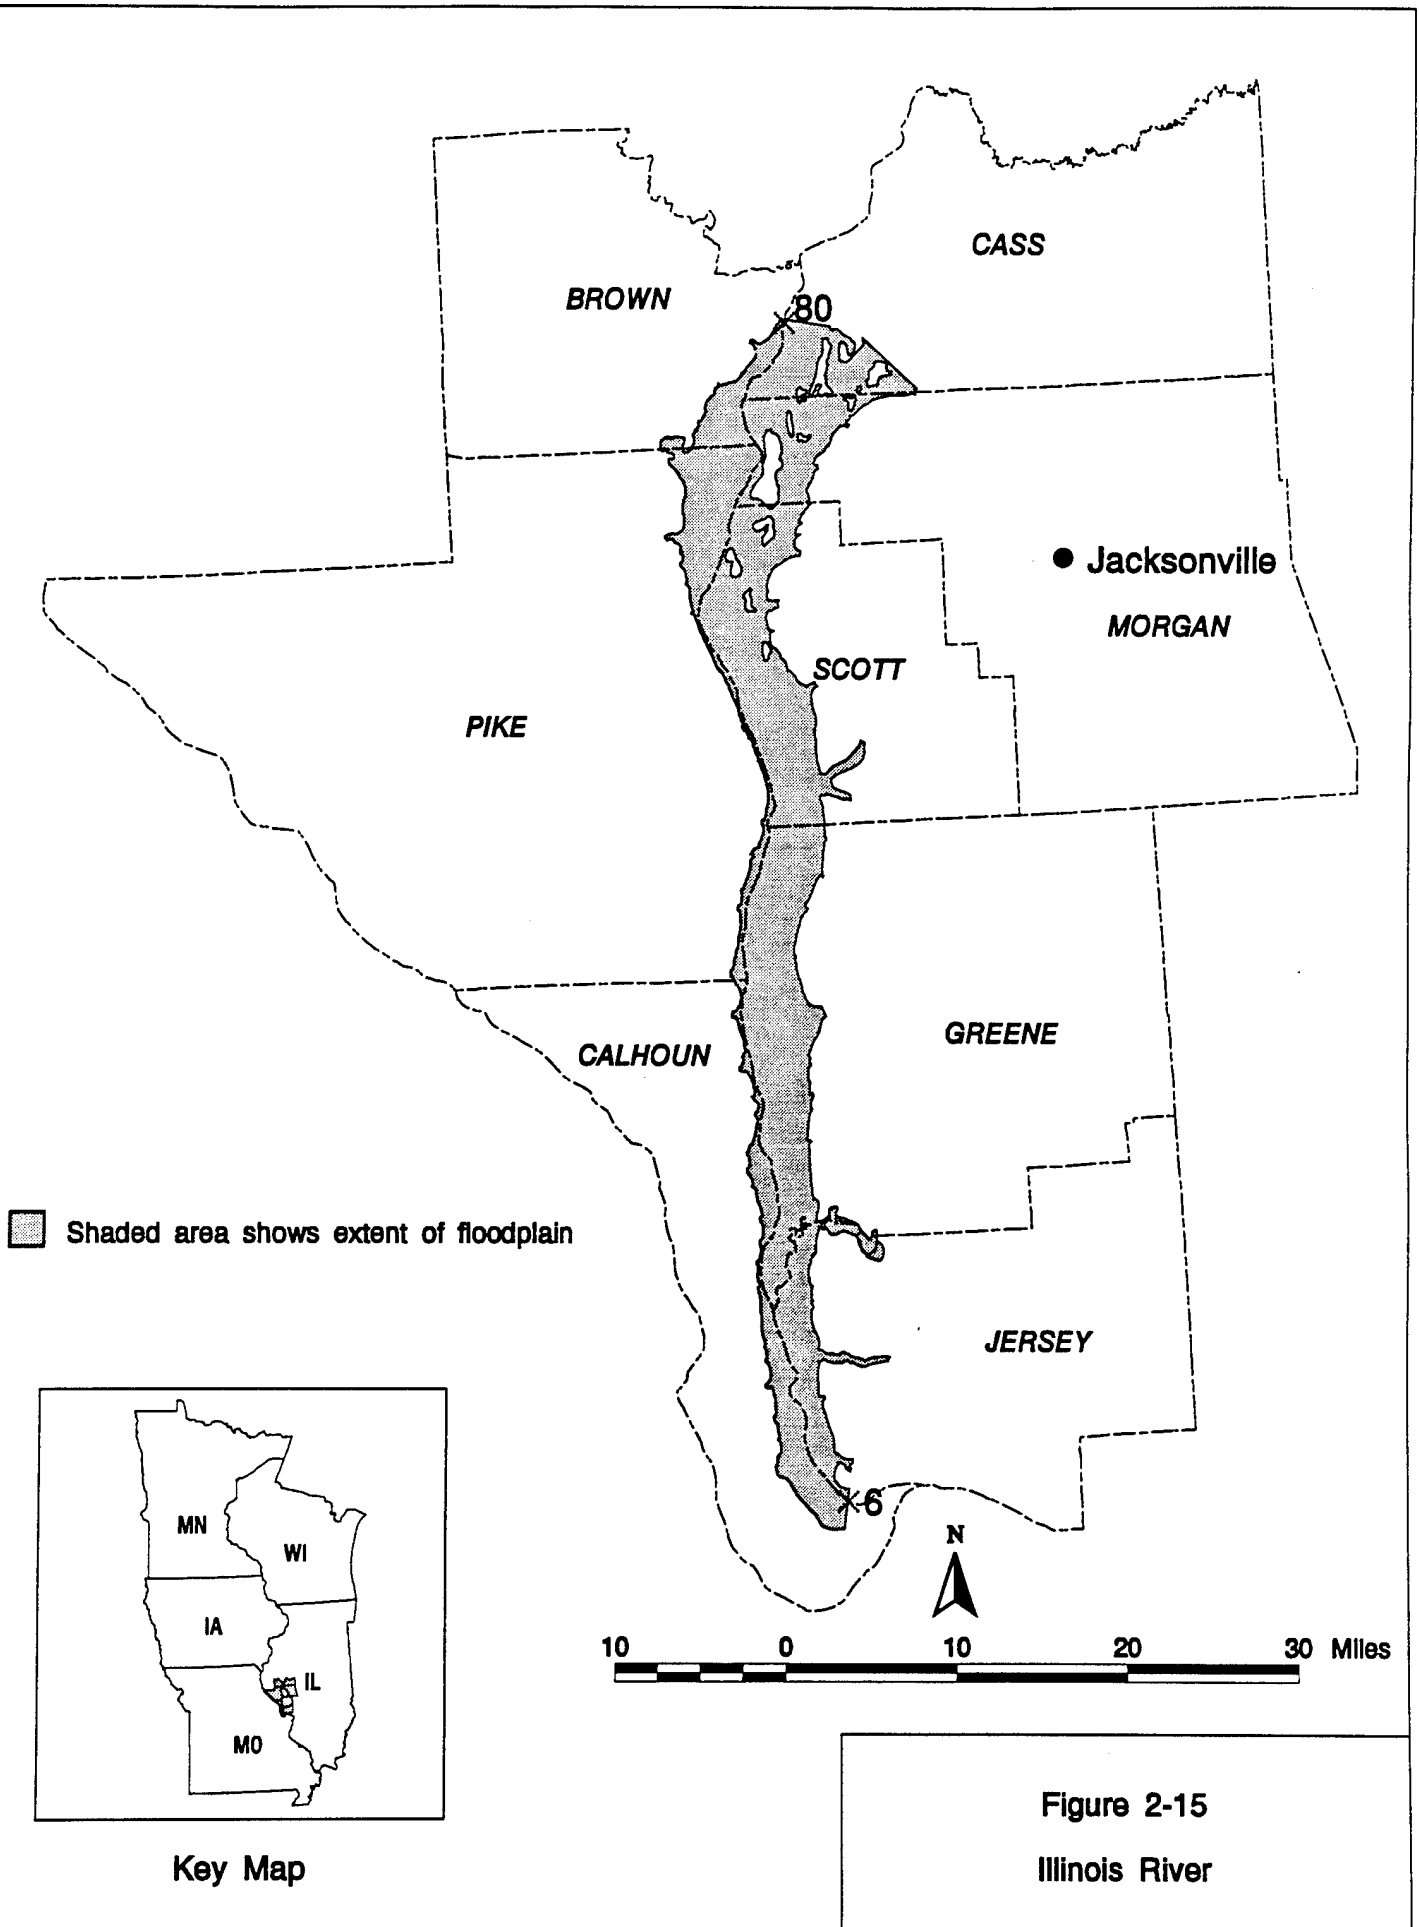 CASS
BROWN
80
Jacksonville
MORGAN
SCOTT
PIKE
GREENE
CALHOUN
Shaded area shows extent of floodplain
JERSEY
6
N
MN
WI
IA
IL
MO
10 0 10 20 30 Miles
Key Map
Figure 2-15
Illinois River